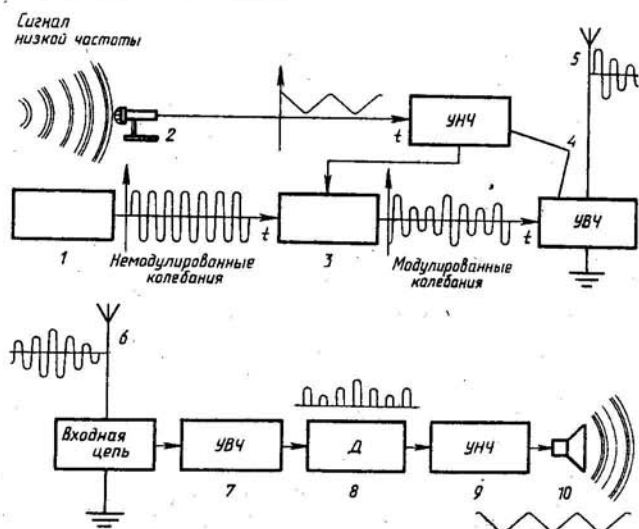 Сигнал
низкой частоты
5
2
t
УНЧ
4
1
Немодулированные
колебания
t
3
Модулированные
колебания
t
УВЧ
6
Входная
цепь
УВЧ
7
Д
8
УНЧ
9
10